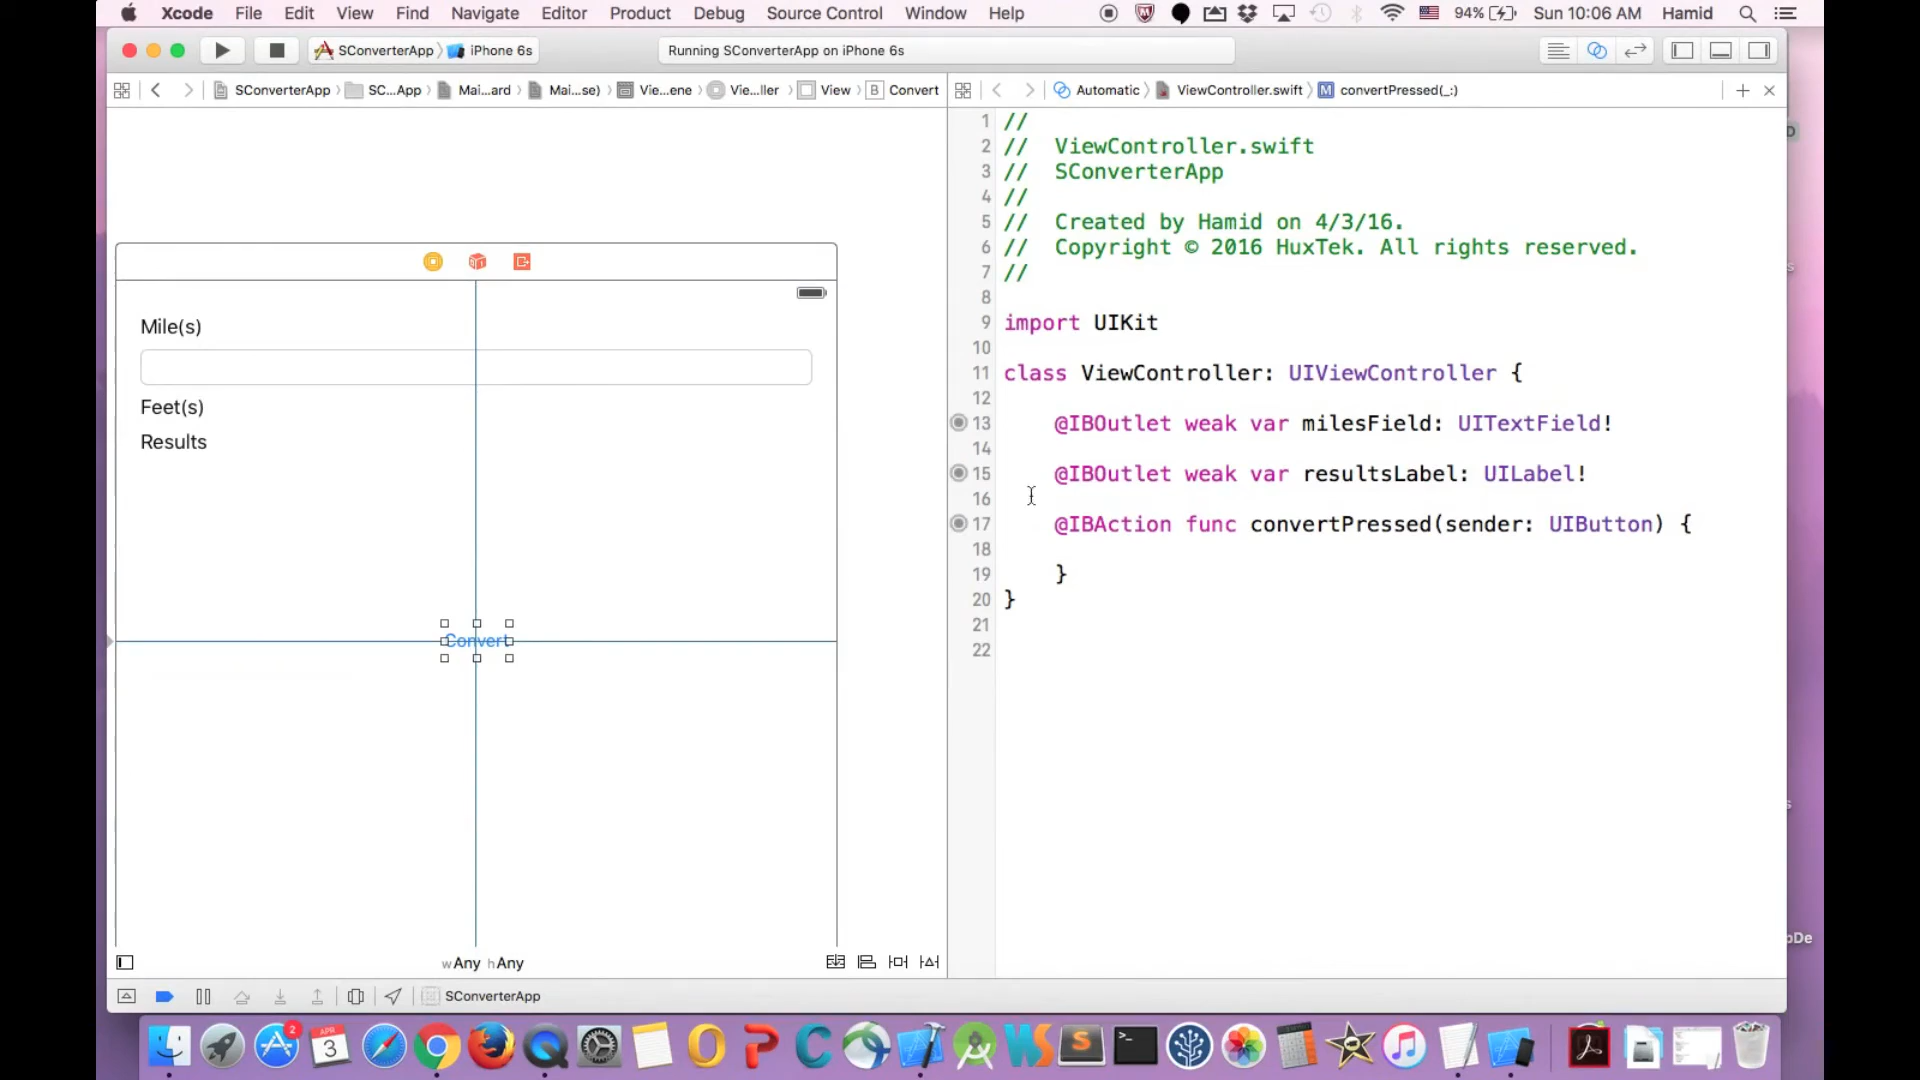 Xcode File Edit View Find Navigate Editor Product Debug Source Control Window Help 94% Sun 10:06 AM Hamid
SConverterApp iPhone 6s Running SConverterApp on iPhone 6s
SConverterApp SC...App Mai...ard Mai...se) Vie...ene Vie...ller View B Convert
Automatic ViewController.swift M convertPressed(_:)
Mile(s)
Feet(s)
Results
Convert
wAny hAny
1 //
2 //  ViewController.swift
3 //  SConverterApp
4 //
5 //  Created by Hamid on 4/3/16.
6 //  Copyright © 2016 HuxTek. All rights reserved.
7 //
8
9 import UIKit
10
11 class ViewController: UIViewController {
12
13     @IBOutlet weak var milesField: UITextField!
14
15     @IBOutlet weak var resultsLabel: UILabel!
16
17     @IBAction func convertPressed(sender: UIButton) {
18
19     }
20 }
21
22
SConverterApp
2
APR
3